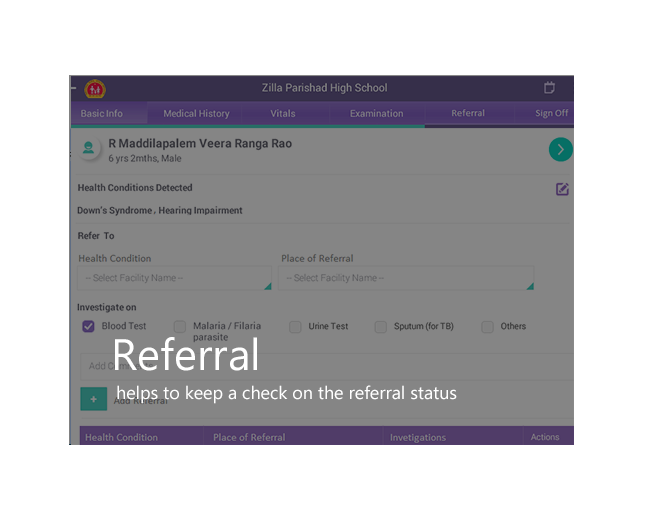 Zilla Parishad High School
Basic Info Medical History Vitals Examination Referral Sign Off
R Maddilapalem Veera Ranga Rao
6 yrs 2mths, Male
Health Conditions Detected
Down's Syndrome , Hearing Impairment
Refer To
Health Condition Place of Referral
-- Select Facility Name -- -- Select Facility Name --
Investigate on
Blood Test Malaria / Filaria parasite Urine Test Sputum (for TB) Others
Referral
Add
helps to keep a check on the referral status
+ Add Referral
Health Condition Place of Referral Invetigations Actions